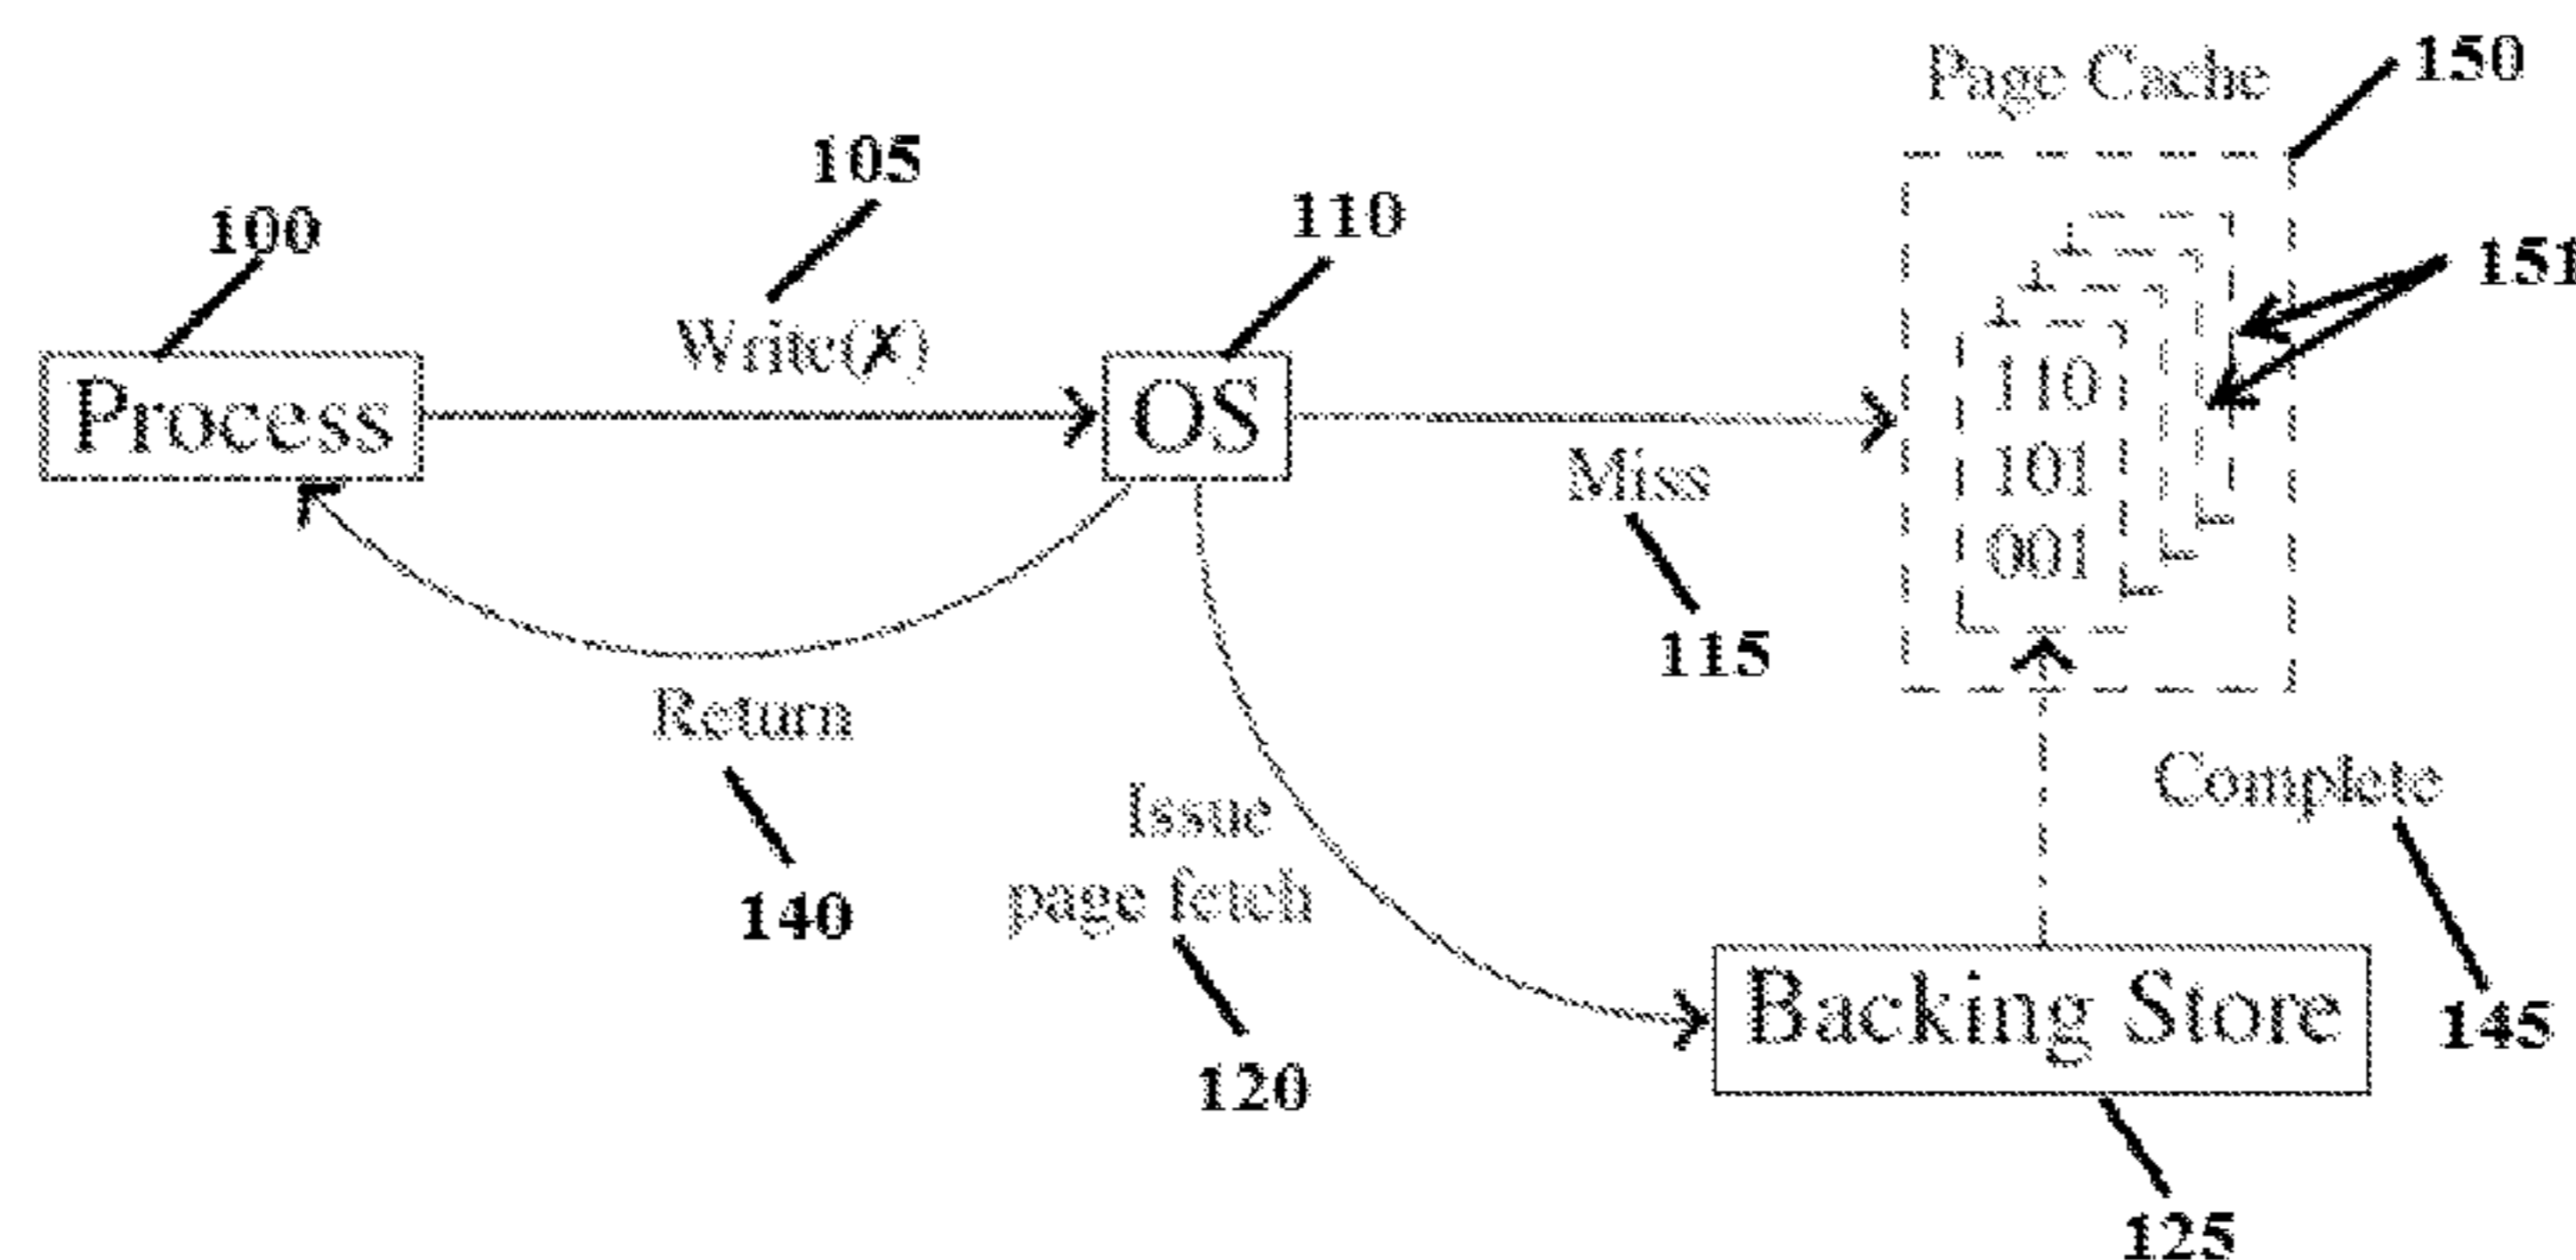 Page Cache
150
105
100
110
151
Write(✗)
Process
OS
110
101
001
Miss
115
Return
140
Issue
page fetch
120
Complete
145
Backing Store
125